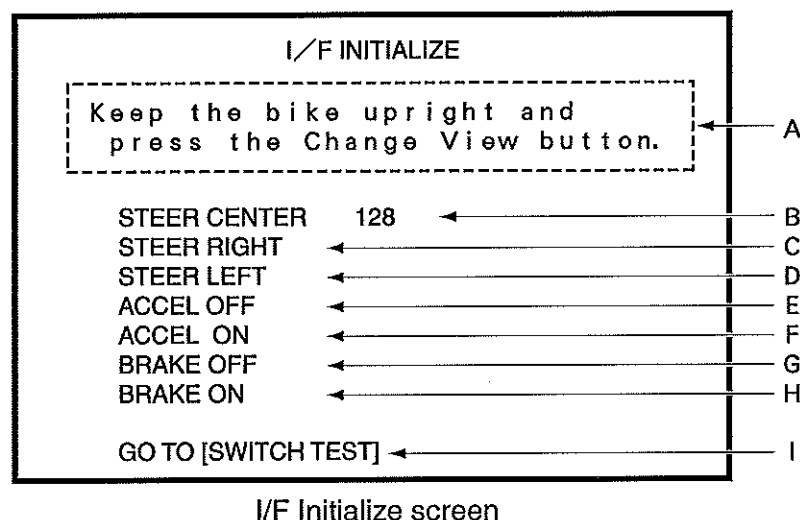 I/F INITIALIZE
Keep the bike upright and
press the Change View button.
A
STEER CENTER 128
B
STEER RIGHT
C
STEER LEFT
D
ACCEL OFF
E
ACCEL ON
F
BRAKE OFF
G
BRAKE ON
H
GO TO [SWITCH TEST]
I
I/F Initialize screen